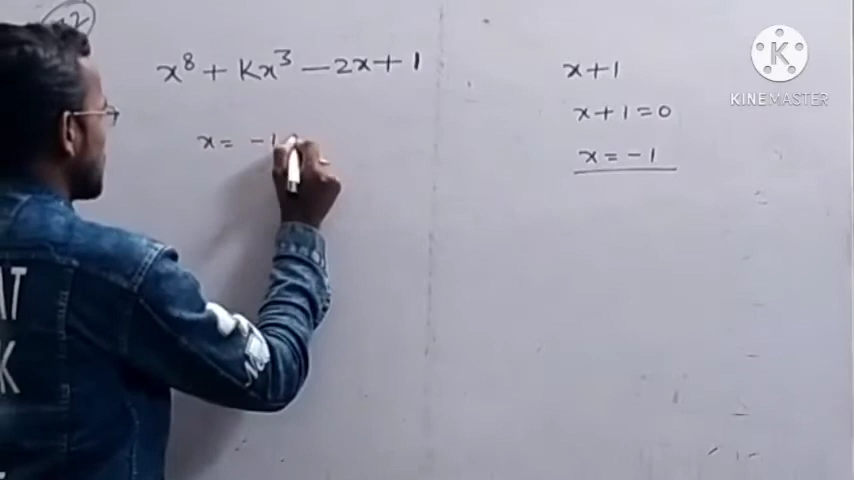 x⁸ + Kx³ − 2x + 1
x = −1
x + 1
x + 1 = 0
x = −1
K
KINEMASTER